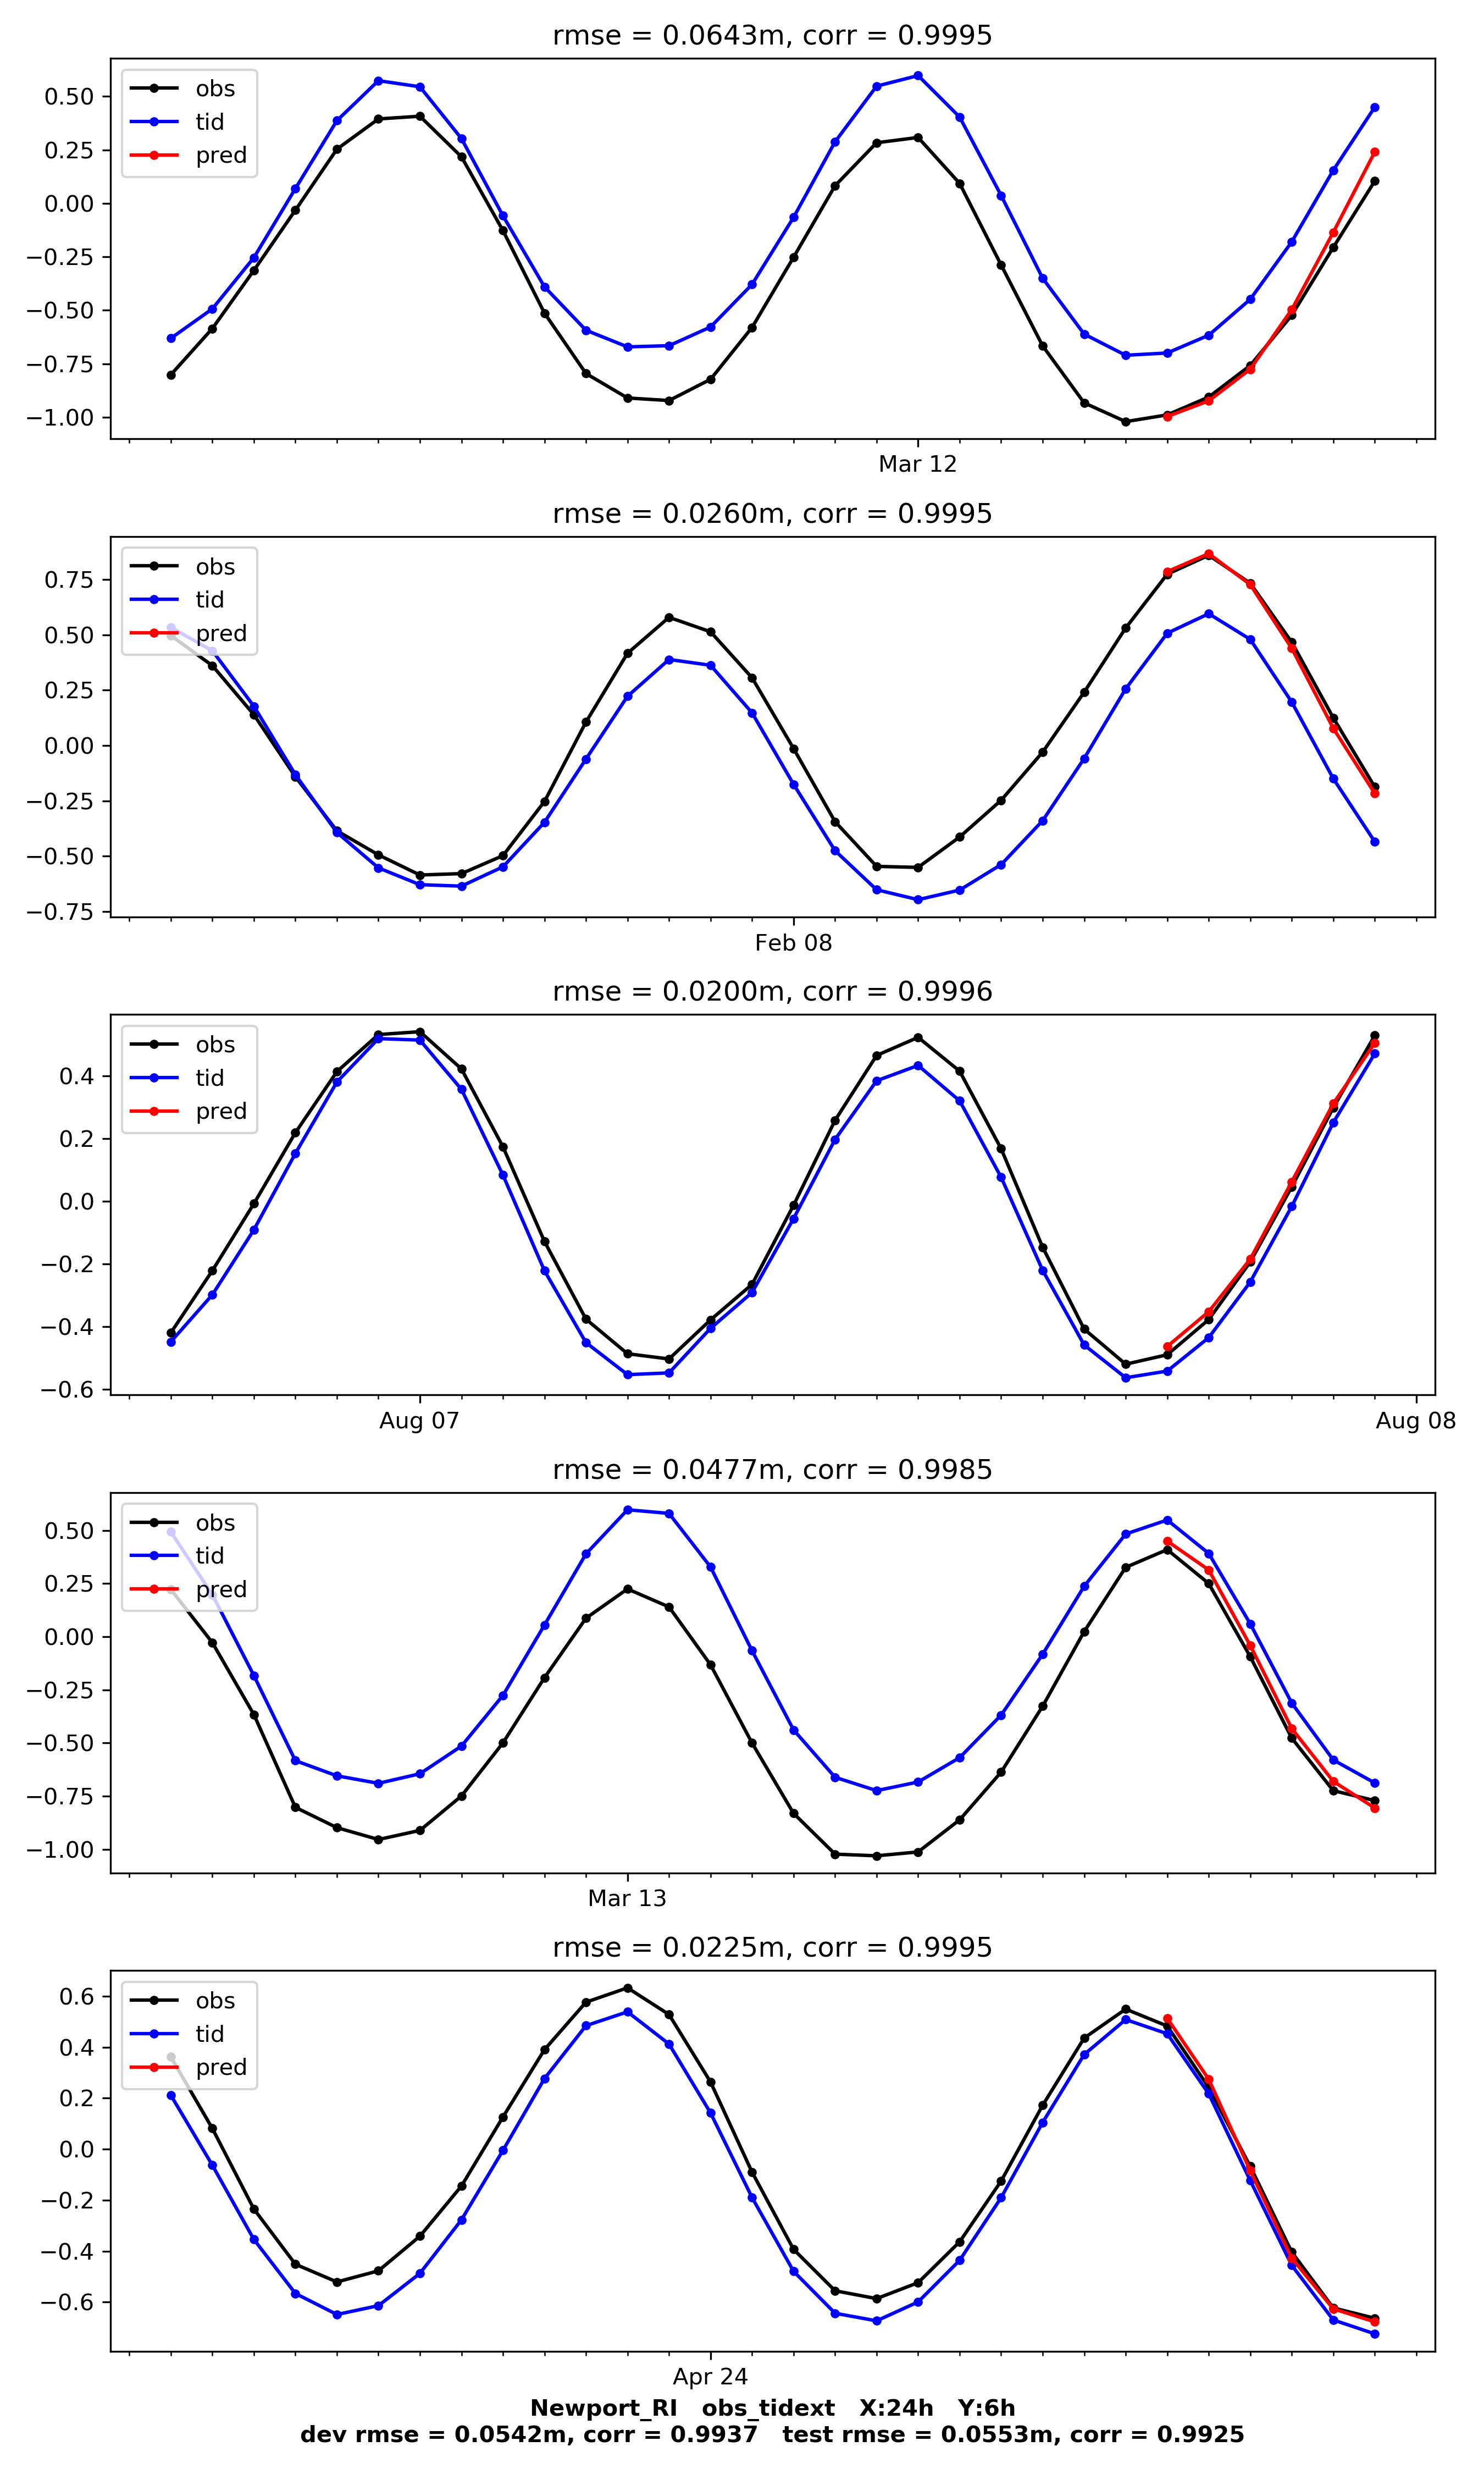 rmse = 0.0643m, corr = 0.9995
obs
tid
pred
0.50
0.25
0.00
−0.25
−0.50
−0.75
−1.00
Mar 12
rmse = 0.0260m, corr = 0.9995
obs
tid
pred
0.75
0.50
0.25
0.00
−0.25
−0.50
−0.75
Feb 08
rmse = 0.0200m, corr = 0.9996
obs
tid
pred
0.4
0.2
0.0
−0.2
−0.4
−0.6
Aug 07 Aug 08
rmse = 0.0477m, corr = 0.9985
obs
tid
pred
0.50
0.25
0.00
−0.25
−0.50
−0.75
−1.00
Mar 13
rmse = 0.0225m, corr = 0.9995
obs
tid
pred
0.6
0.4
0.2
0.0
−0.2
−0.4
−0.6
Apr 24
Newport_RI obs_tidext X:24h Y:6h
dev rmse = 0.0542m, corr = 0.9937 test rmse = 0.0553m, corr = 0.9925